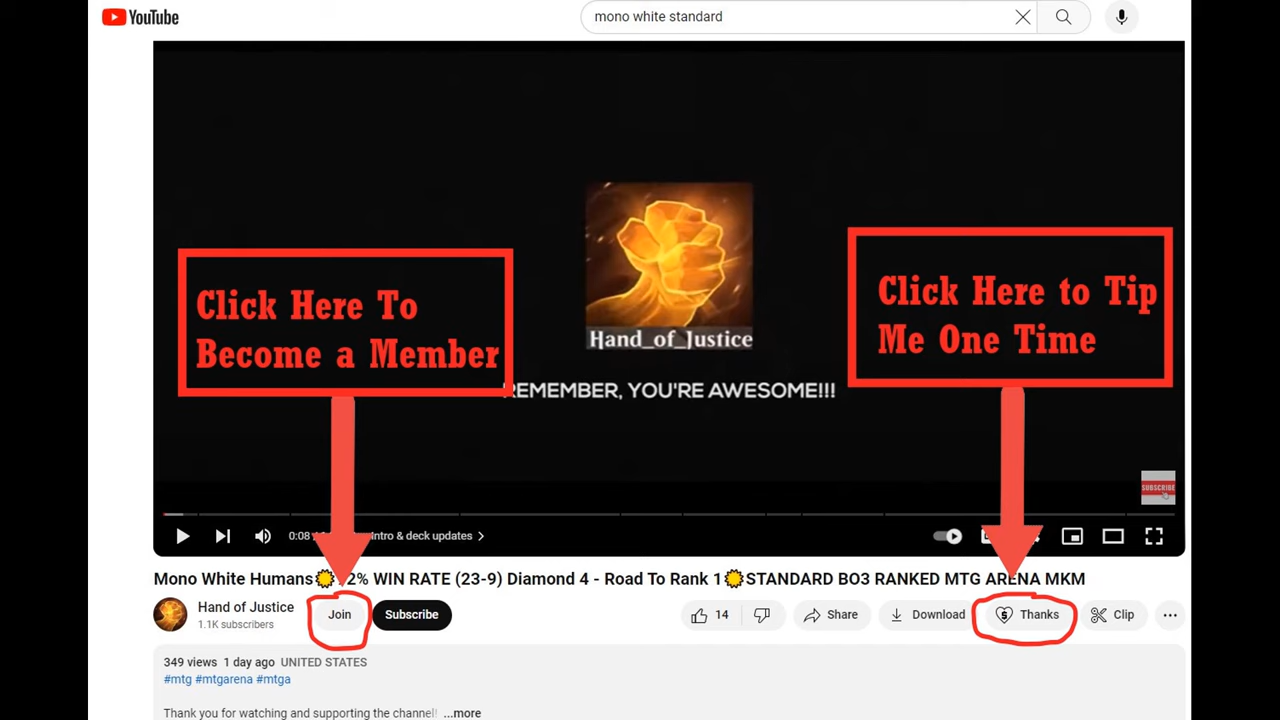 YouTube
mono white standard
Click Here To
Become a Member
Click Here to Tip
Me One Time
Hand_of_Justice
REMEMBER, YOU'RE AWESOME!!!
SUBSCRIBE
0:08
Intro & deck updates
Mono White Humans 2% WIN RATE (23-9) Diamond 4 - Road To Rank 1 STANDARD BO3 RANKED MTG ARENA MKM
Hand of Justice
1.1K subscribers
Join
Subscribe
14
Share
Download
Thanks
Clip
349 views 1 day ago UNITED STATES
#mtg #mtgarena #mtga
Thank you for watching and supporting the channel! ...more